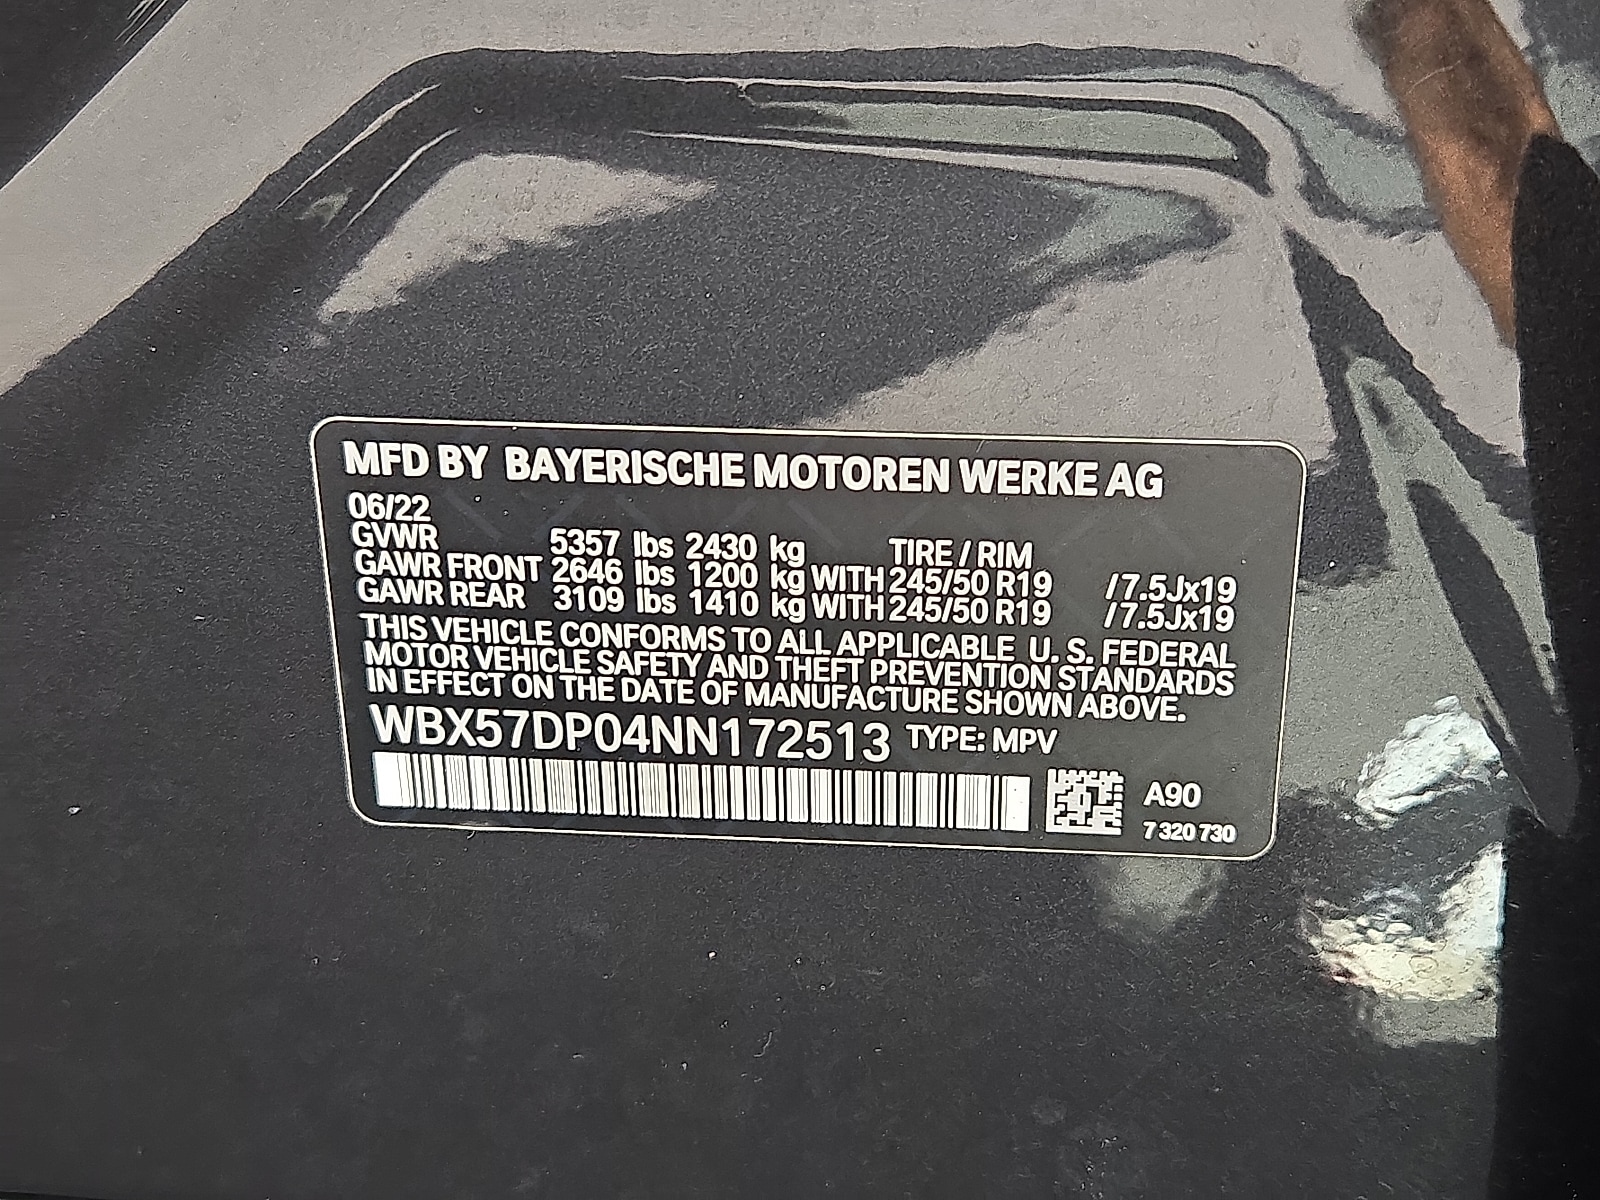 MFD BY BAYERISCHE MOTOREN WERKE AG
06/22
GVWR 5357 lbs 2430 kg TIRE / RIM
GAWR FRONT 2646 lbs 1200 kg WITH 245/50 R19 /7.5Jx19
GAWR REAR 3109 lbs 1410 kg WITH 245/50 R19 /7.5Jx19
THIS VEHICLE CONFORMS TO ALL APPLICABLE U. S. FEDERAL
MOTOR VEHICLE SAFETY AND THEFT PREVENTION STANDARDS
IN EFFECT ON THE DATE OF MANUFACTURE SHOWN ABOVE.
WBX57DP04NN172513 TYPE: MPV
A90
7 320 730